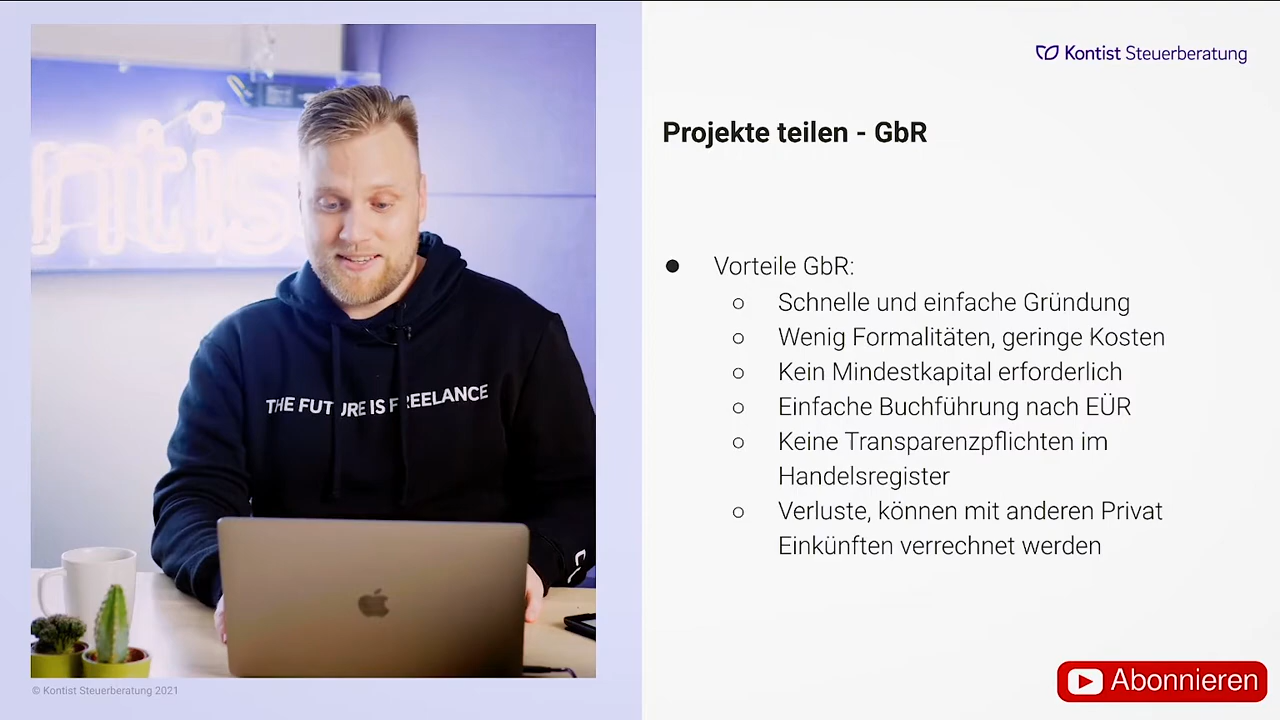 Kontist Steuerberatung
Projekte teilen - GbR
● Vorteile GbR:
○ Schnelle und einfache Gründung
○ Wenig Formalitäten, geringe Kosten
○ Kein Mindestkapital erforderlich
○ Einfache Buchführung nach EÜR
○ Keine Transparenzpflichten im
Handelsregister
○ Verluste, können mit anderen Privat
Einkünften verrechnet werden
THE FUTURE IS FREELANCE
© Kontist Steuerberatung 2021
Abonnieren